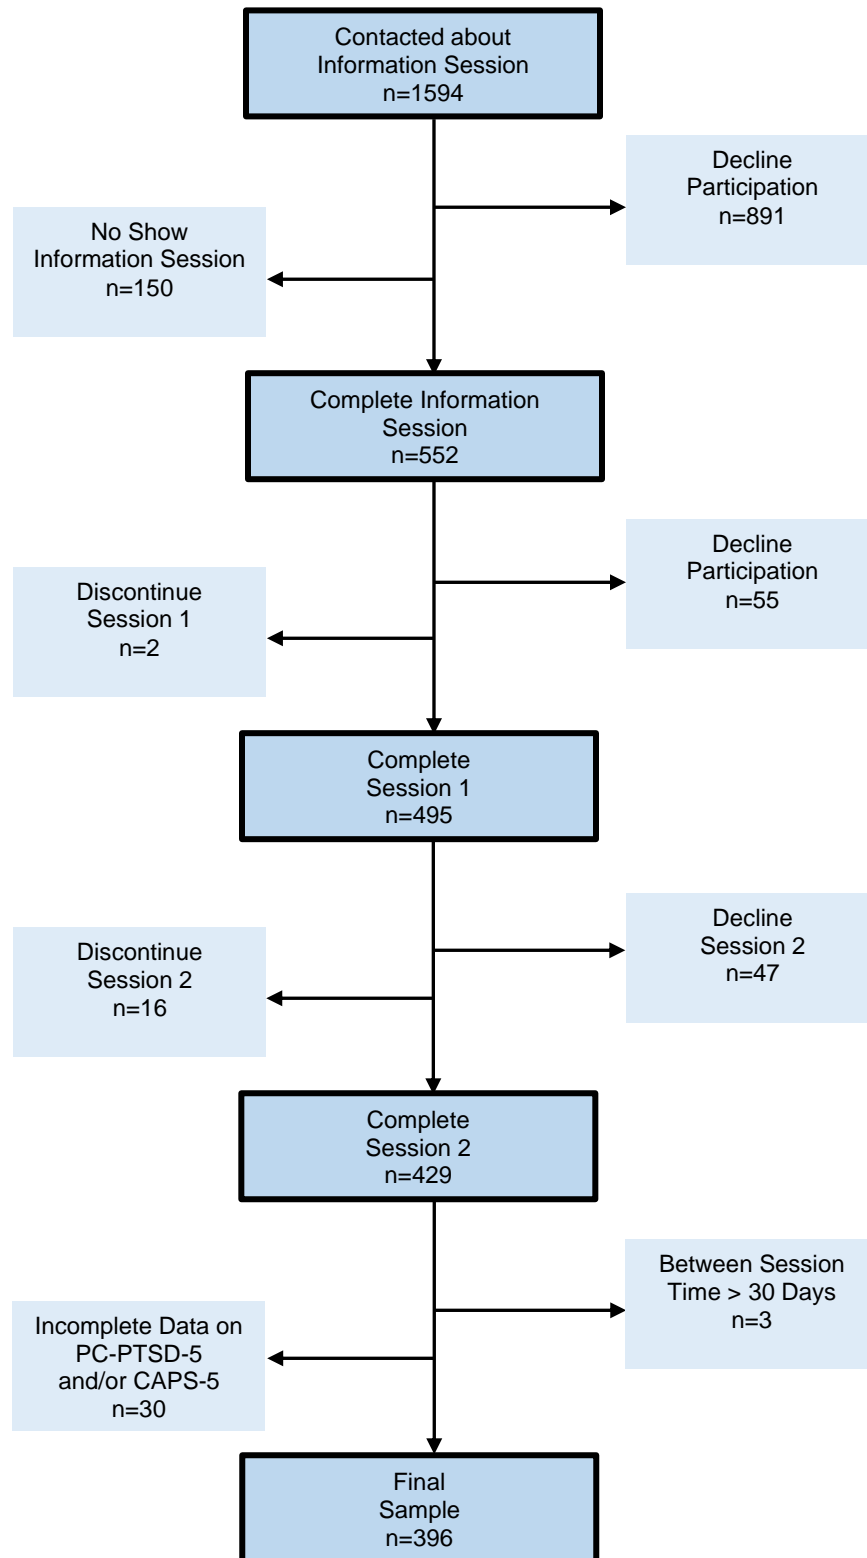 Contacted about
Information Session
n=1594
Decline
Participation
n=891
No Show
Information Session
n=150
Complete Information
Session
n=552
Decline
Participation
n=55
Discontinue
Session 1
n=2
Complete
Session 1
n=495
Decline
Session 2
n=47
Discontinue
Session 2
n=16
Complete
Session 2
n=429
Between Session
Time > 30 Days
n=3
Incomplete Data on
PC-PTSD-5
and/or CAPS-5
n=30
Final
Sample
n=396